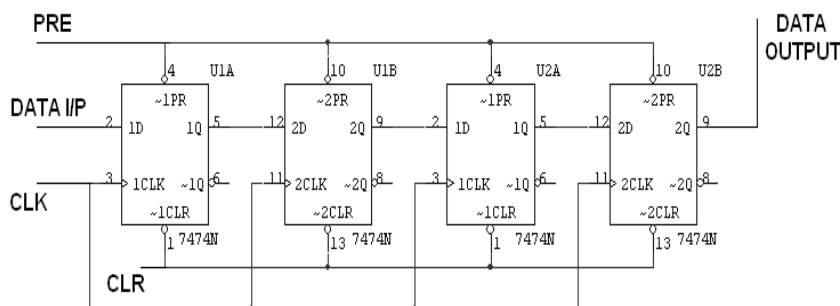 PRE
DATA
OUTPUT
4 U1A 10 U1B 4 U2A 10 U2B
~1PR ~2PR ~1PR ~2PR
DATA I/P
2 1D 1Q 5 12 2D 2Q 9 2 1D 1Q 5 12 2D 2Q 9
3 1CLK ~1Q 6 11 2CLK ~2Q 8 3 1CLK ~1Q 6 11 2CLK ~2Q 8
CLK
~1CLR ~2CLR ~1CLR ~2CLR
1 7474N 13 7474N 1 7474N 13 7474N
CLR